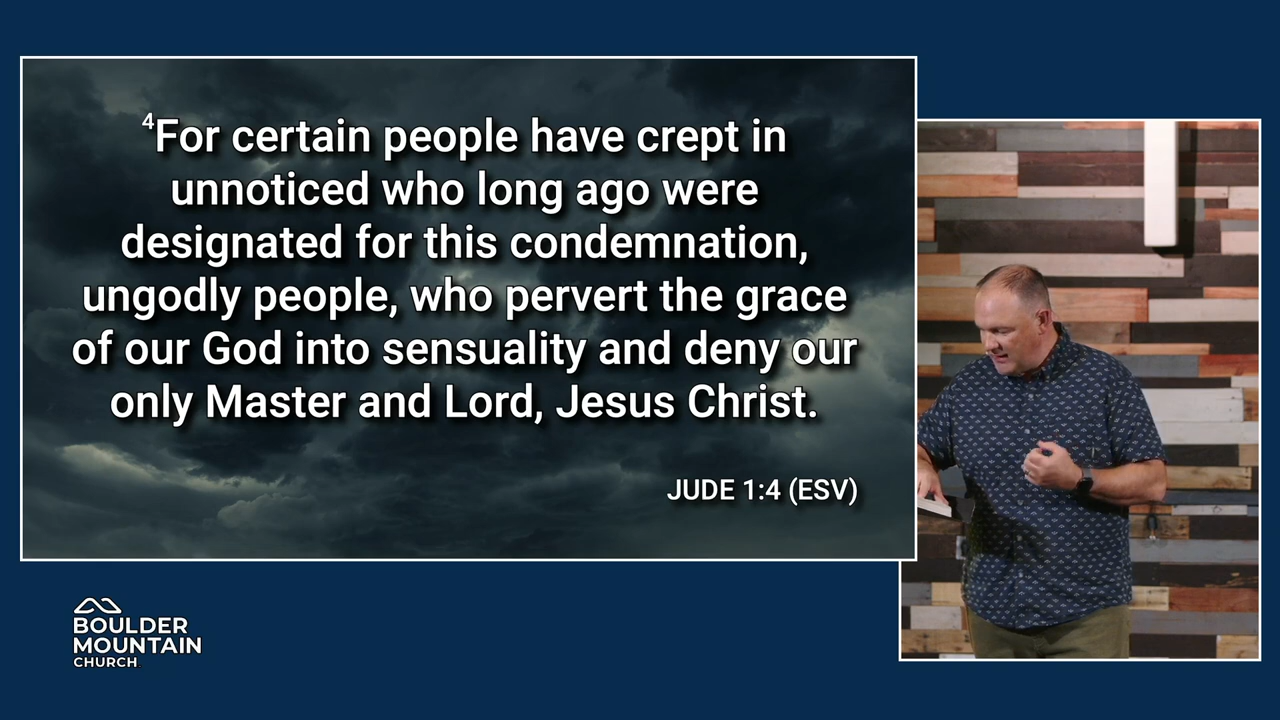 4For certain people have crept in
unnoticed who long ago were
designated for this condemnation,
ungodly people, who pervert the grace
of our God into sensuality and deny our
only Master and Lord, Jesus Christ.
JUDE 1:4 (ESV)
BOULDER
MOUNTAIN
CHURCH